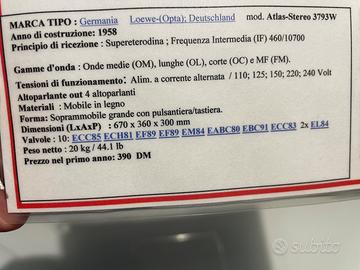 MARCA TIPO : Germania Loewe-(Opta); Deutschland mod. Atlas-Stereo 3793W
Anno di costruzione: 1958
Principio di ricezione : Supereterodina ; Frequenza Intermedia (IF) 460/10700
Gamme d'onda : Onde medie (OM), lunghe (OL), corte (OC) e MF (FM).
Tensioni di funzionamento: Alim. a corrente alternata / 110; 125; 150; 220; 240 Volt
Altoparlante out 4 altoparlanti
Materiali : Mobile in legno
Forma: Soprammobile grande con pulsantiera/tastiera.
Dimensioni (LxAxP) : 670 x 360 x 300 mm
Valvole : 10: ECC85 ECH81 EF89 EF89 EM84 EABC80 EBC91 ECC83 2x EL84
Peso netto : 20 kg / 44.1 lb
Prezzo nel primo anno: 390 DM
subito